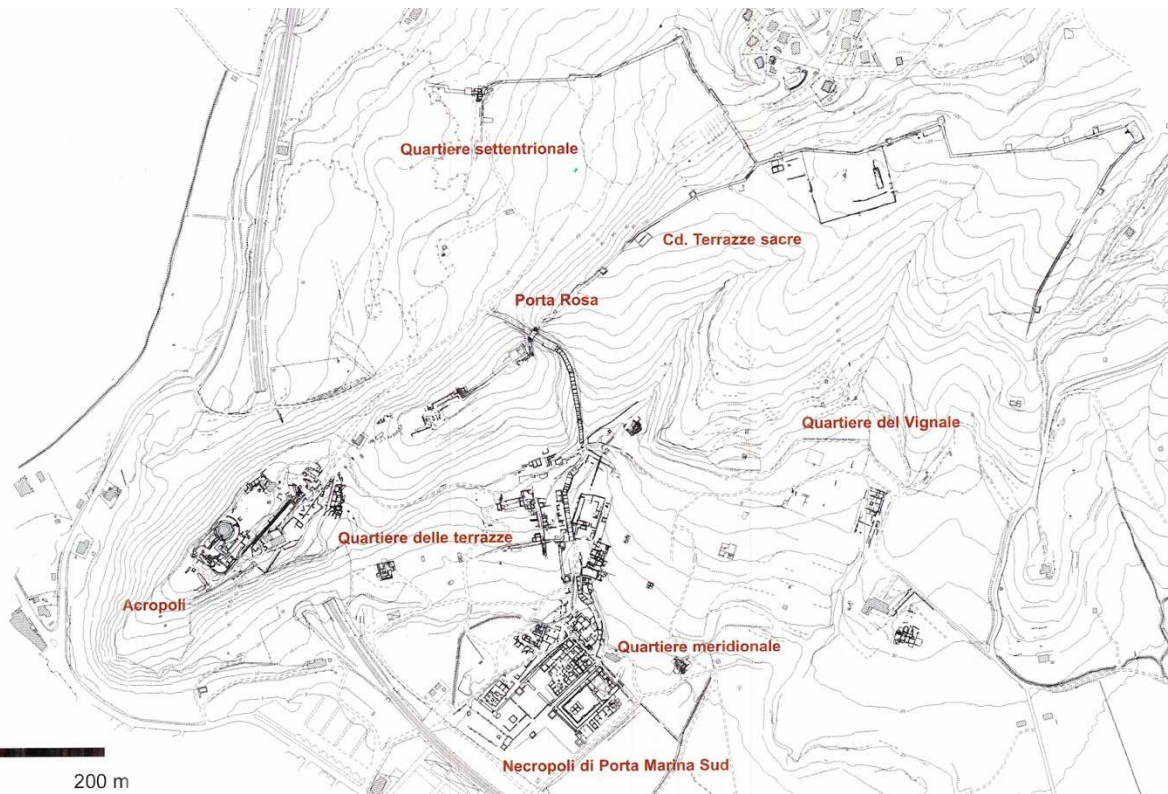 Quartiere settentrionale
Cd. Terrazze sacre
Porta Rosa
Quartiere del Vignale
Quartiere delle terrazze
Acropoli
Quartiere meridionale
Necropoli di Porta Marina Sud
200 m